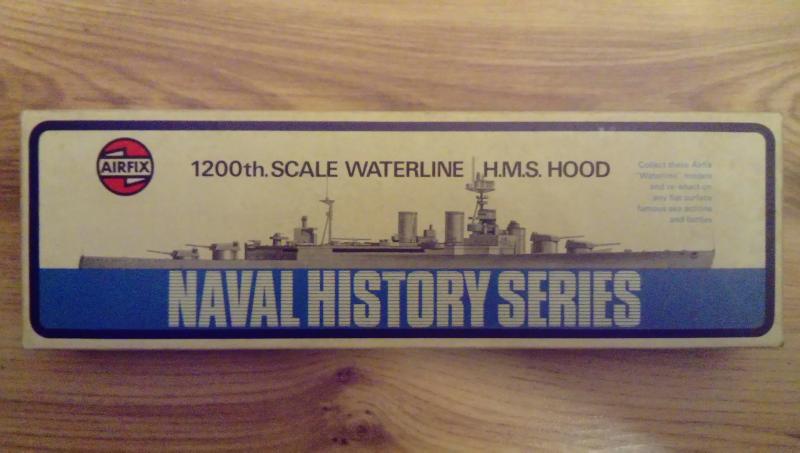 AIRFIX
1200th. SCALE WATERLINE H.M.S. HOOD
Collect these Airfix
'Waterline' models
and re-enact on
any flat surface
famous sea actions
and battles
NAVAL HISTORY SERIES